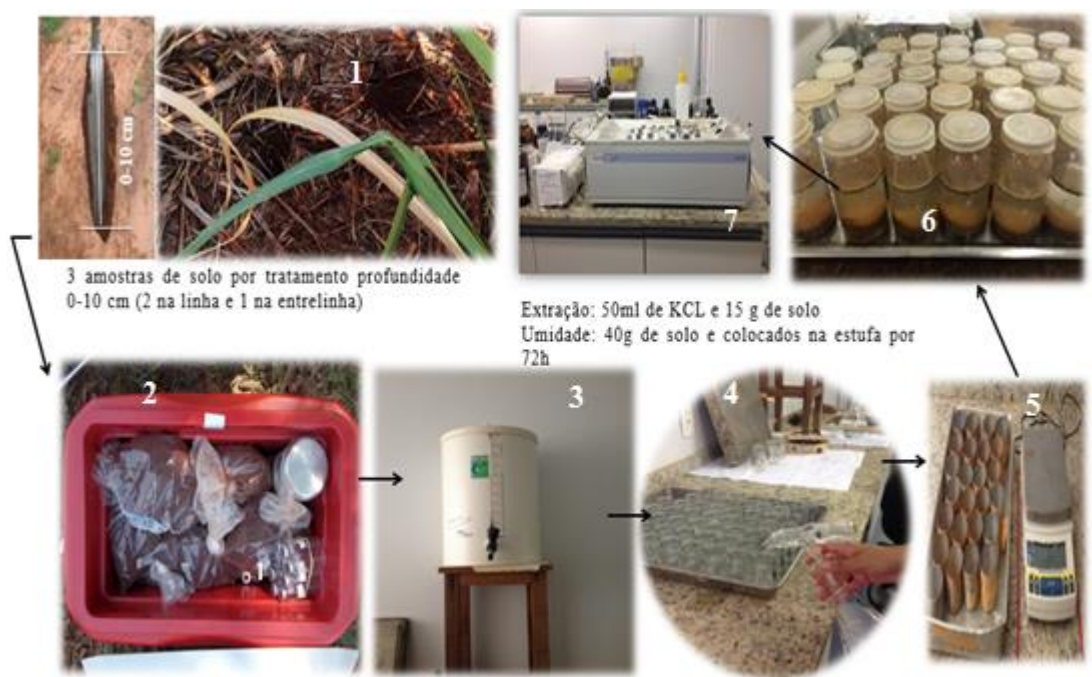 0-10 cm
1
3 amostras de solo por tratamento profundidade
0-10 cm (2 na linha e 1 na entrelinha)
7
6
Extração: 50ml de KCL e 15 g de solo
Umidade: 40g de solo e colocados na estufa por
72h
2
3
4
5